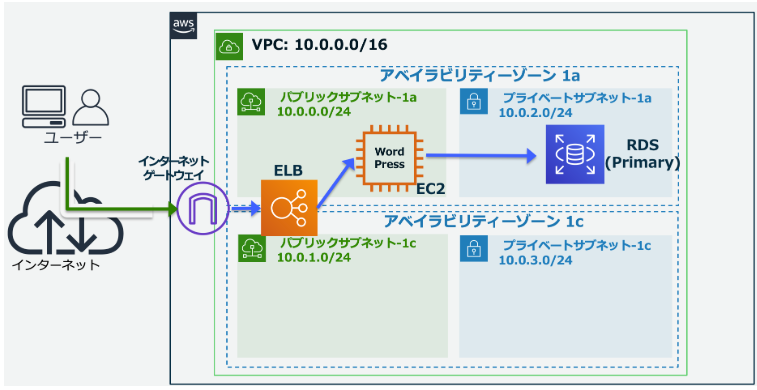 aws
VPC: 10.0.0.0/16
アベイラビリティーゾーン 1a
パブリックサブネット-1a
10.0.0.0/24
プライベートサブネット-1a
10.0.2.0/24
ユーザー
インターネット
ゲートウェイ
ELB
Word
Press
EC2
RDS
(Primary)
アベイラビリティーゾーン 1c
パブリックサブネット-1c
10.0.1.0/24
プライベートサブネット-1c
10.0.3.0/24
インターネット